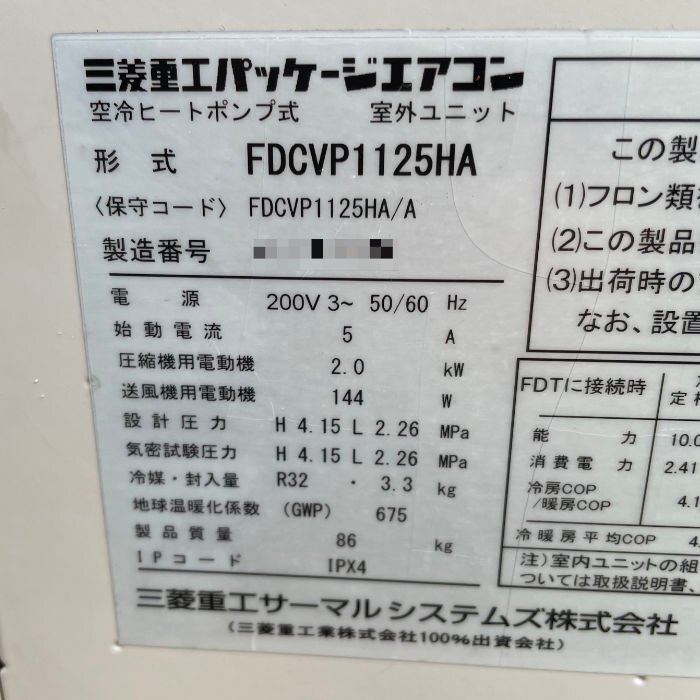 三菱重工パッケージエアコン
空冷ヒートポンプ式 室外ユニット
形式 FDCVP1125HA
〈保守コード〉 FDCVP1125HA/A
製造番号
電源 200V 3~ 50/60 Hz
始動電流 5 A
圧縮機用電動機 2.0 kW
送風機用電動機 144 W
設計圧力 H 4.15 L 2.26 MPa
気密試験圧力 H 4.15 L 2.26 MPa
冷媒・封入量 R32 ・ 3.3 kg
地球温暖化係数 (GWP) 675
製品質量 86 kg
IPコード IPX4
この製
(1)フロン類
(2)この製品
(3)出荷時の
なお、設置
FDTに接続時 定
能力 10.0
消費電力 2.41
冷房COP
/暖房COP 4.1
冷暖房平均COP 4.
注)室内ユニットの組
ついては取扱説明書、
三菱重工サーマルシステムズ株式会社
(三菱重工業株式会社100%出資会社)